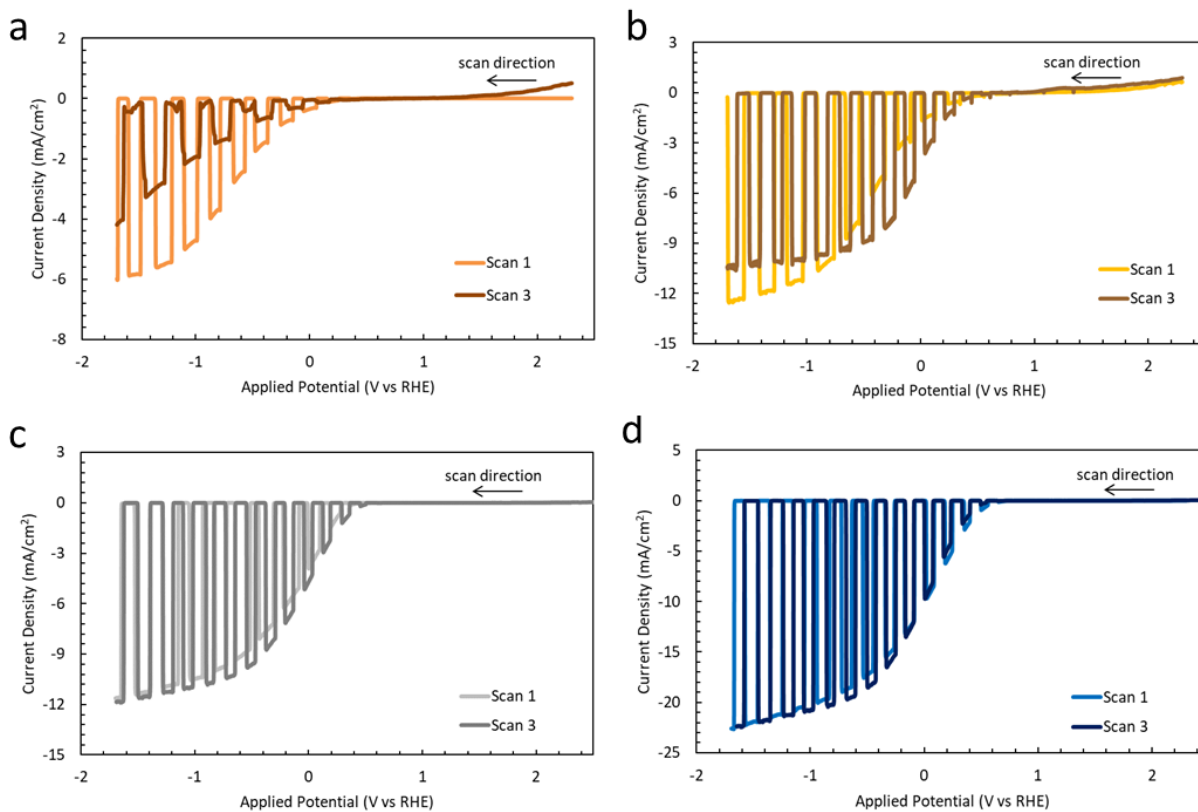 a
2
0
-2
-4
-6
-8
Current Density (mA/cm²)
scan direction
Scan 1
Scan 3
-2 -1 0 1 2
Applied Potential (V vs RHE)
b
3
0
-3
-6
-9
-12
-15
Current Density (mA/cm²)
scan direction
Scan 1
Scan 3
-2 -1 0 1 2
Applied Potential (V vs RHE)
c
3
0
-3
-6
-9
-12
-15
Current Density (mA/cm²)
scan direction
Scan 1
Scan 3
-2 -1 0 1 2
Applied Potential (V vs RHE)
d
5
0
-5
-10
-15
-20
-25
Current Density (mA/cm²)
scan direction
Scan 1
Scan 3
-2 -1 0 1 2
Applied Potential (V vs RHE)